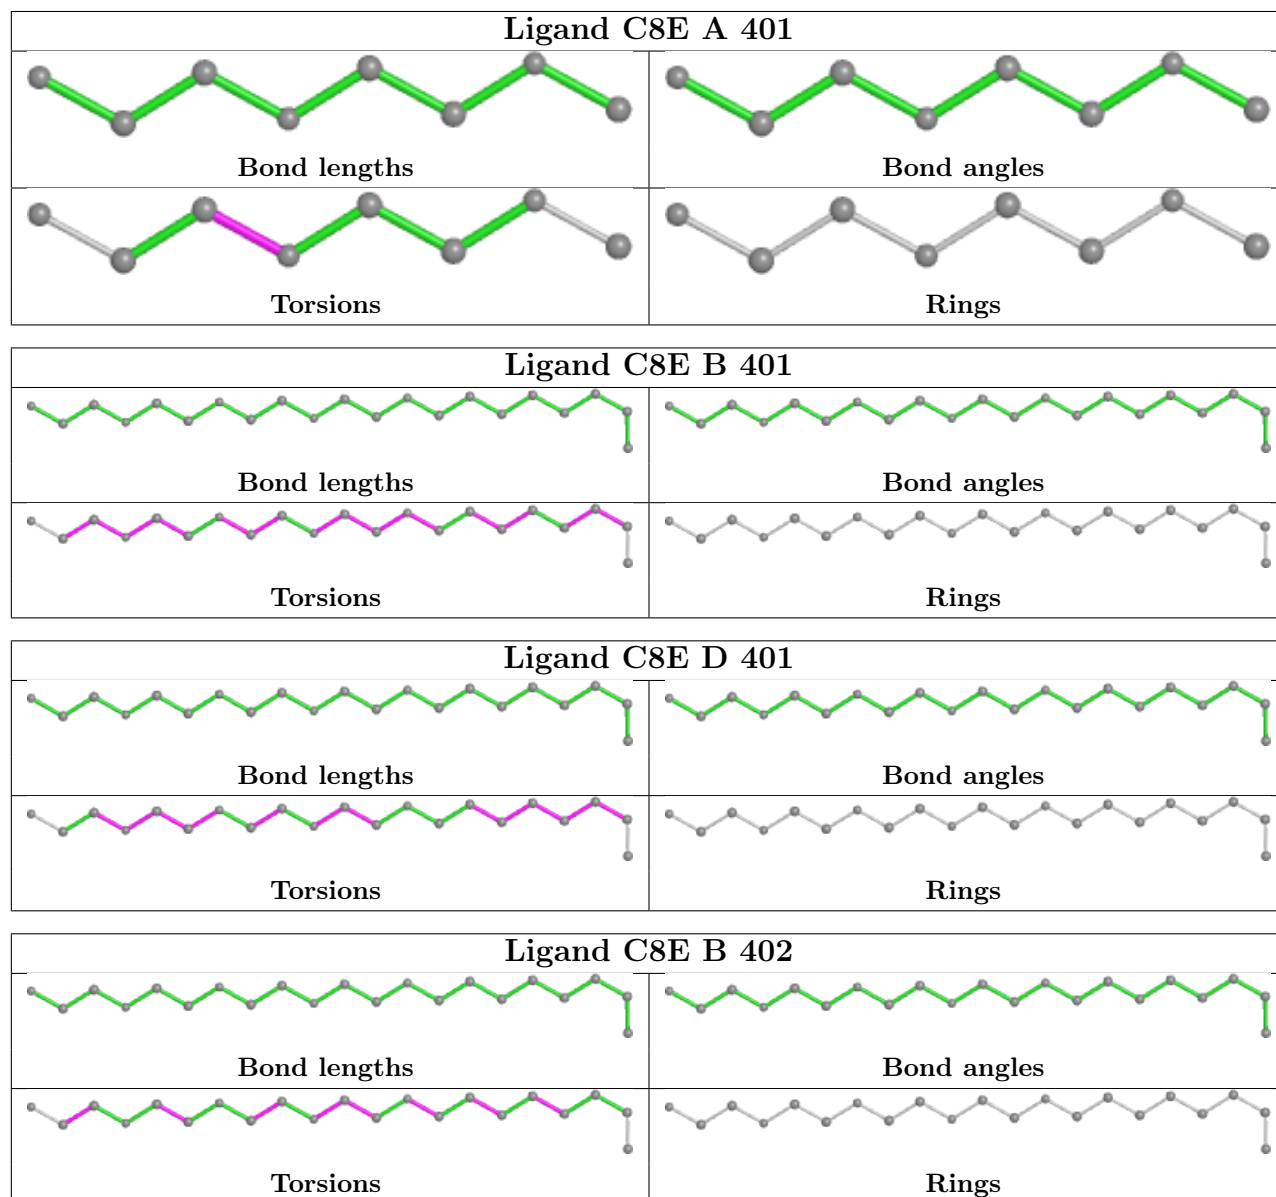 Ligand C8E A 401
Bond lengths
Bond angles
Torsions
Rings
Ligand C8E B 401
Bond lengths
Bond angles
Torsions
Rings
Ligand C8E D 401
Bond lengths
Bond angles
Torsions
Rings
Ligand C8E B 402
Bond lengths
Bond angles
Torsions
Rings